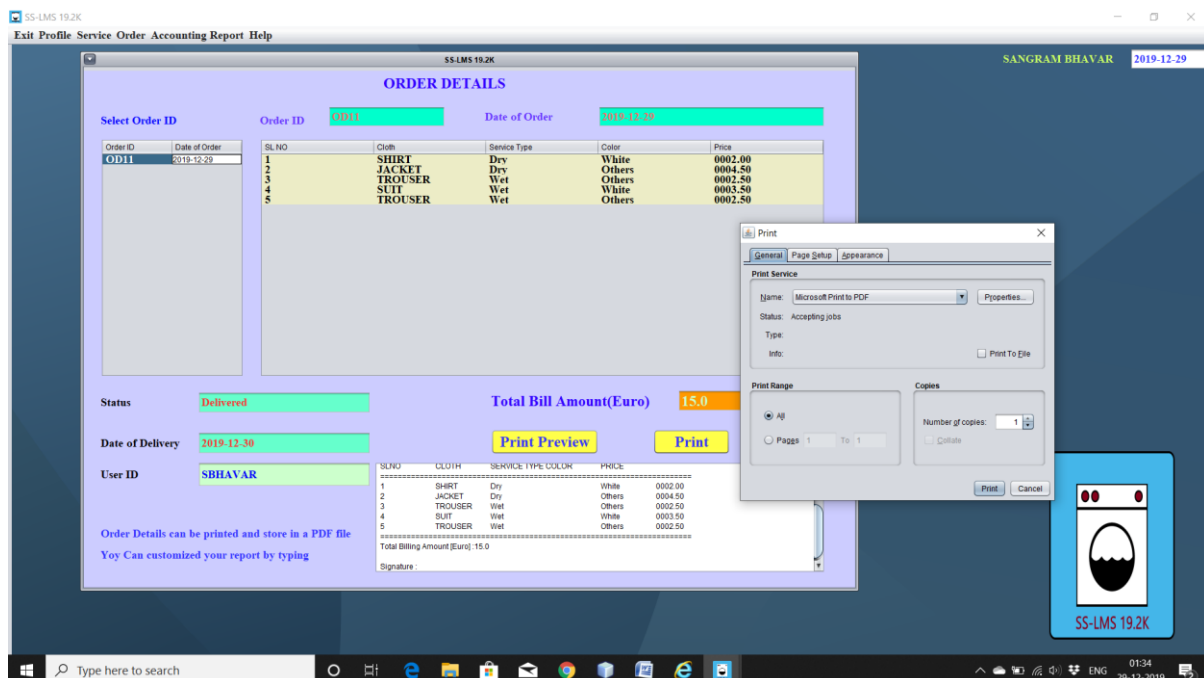 SS-LMS 19.2K
Exit Profile Service Order Accounting Report Help
SANGRAM BHAVAR 2019-12-29
SS-LMS 19.2K
ORDER DETAILS
Select Order ID Order ID OD11 Date of Order 2019-12-29
Order ID Date of Order
OD11 2019-12-29
SL.NO Cloth Service Type Color Price
1 SHIRT Dry White 0002.00
2 JACKET Dry Others 0004.50
3 TROUSER Wet Others 0002.50
4 SUIT Wet White 0003.50
5 TROUSER Wet Others 0002.50
Status Delivered Total Bill Amount(Euro) 15.0
Date of Delivery 2019-12-30 Print Preview Print
User ID SBHAVAR
Order Details can be printed and store in a PDF file
Yoy Can customized your report by typing
SLNO CLOTH SERVICE TYPE COLOR PRICE
==========================================================================
1 SHIRT Dry White 0002.00
2 JACKET Dry Others 0004.50
3 TROUSER Wet Others 0002.50
4 SUIT Wet White 0003.50
5 TROUSER Wet Others 0002.50
==========================================================================
Total Billing Amount [Euro] :15.0
Signature :
Print
General Page Setup Appearance
Print Service
Name: Microsoft Print to PDF Properties...
Status: Accepting jobs
Type:
Info: Print To File
Print Range Copies
All
Number of copies: 1
Pages 1 To 1 Collate
Print Cancel
SS-LMS 19.2K
Type here to search
ENG 01:34
29-12-2019